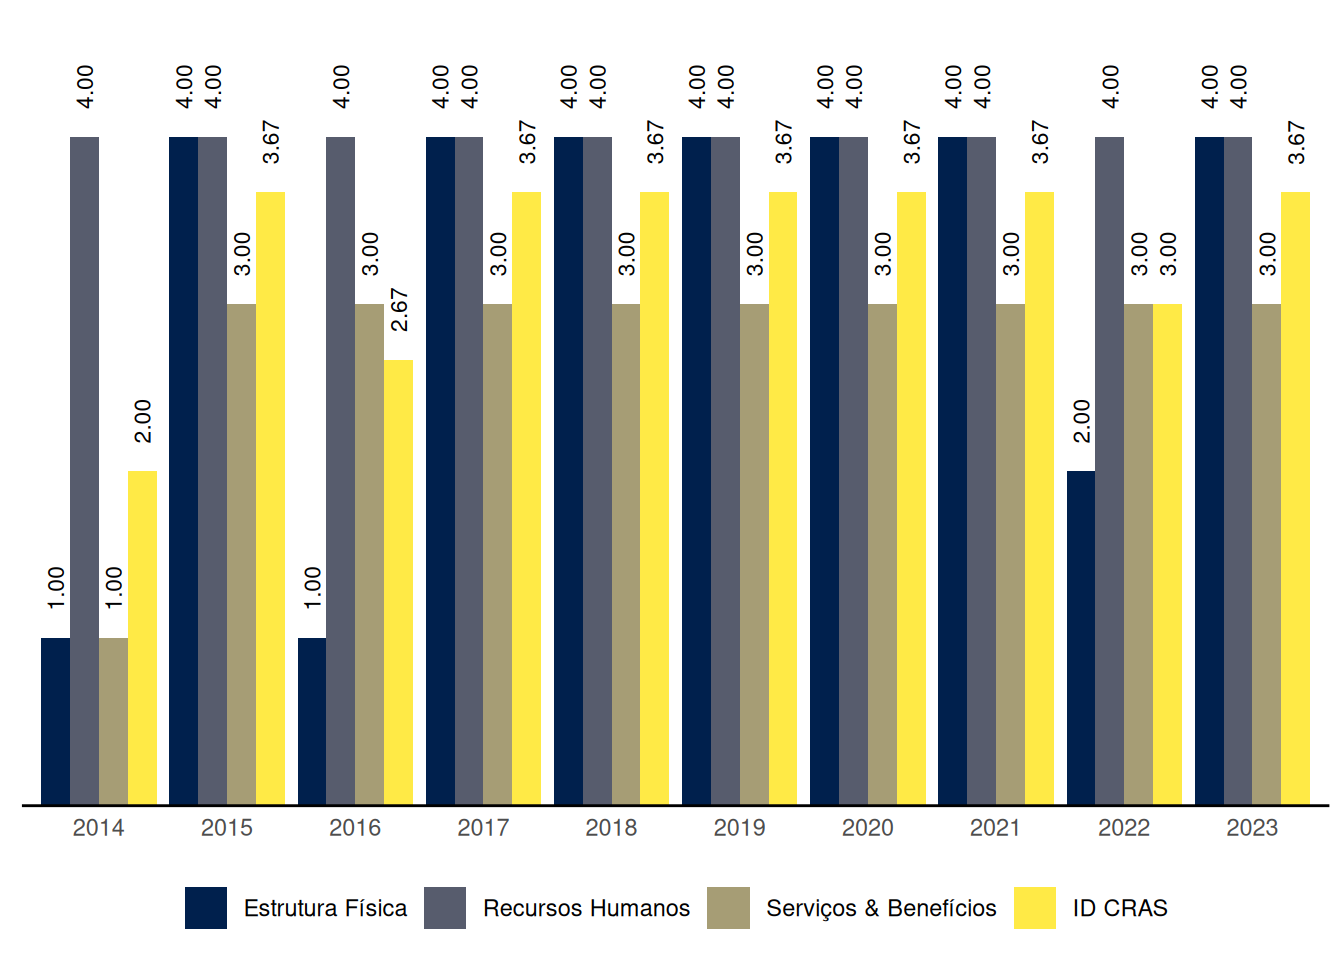 4.00 4.00 4.00 4.00 4.00 4.00 4.00 4.00 4.00 4.00 4.00 4.00 4.00 4.00 4.00 4.00 4.00 4.00
3.67 3.67 3.67 3.67 3.67 3.67 3.67
3.00 3.00 3.00 3.00 3.00 3.00 3.00 3.00 3.00 3.00
2.67
2.00 2.00
1.00 1.00 1.00
2014 2015 2016 2017 2018 2019 2020 2021 2022 2023
Estrutura Física Recursos Humanos Serviços & Benefícios ID CRAS